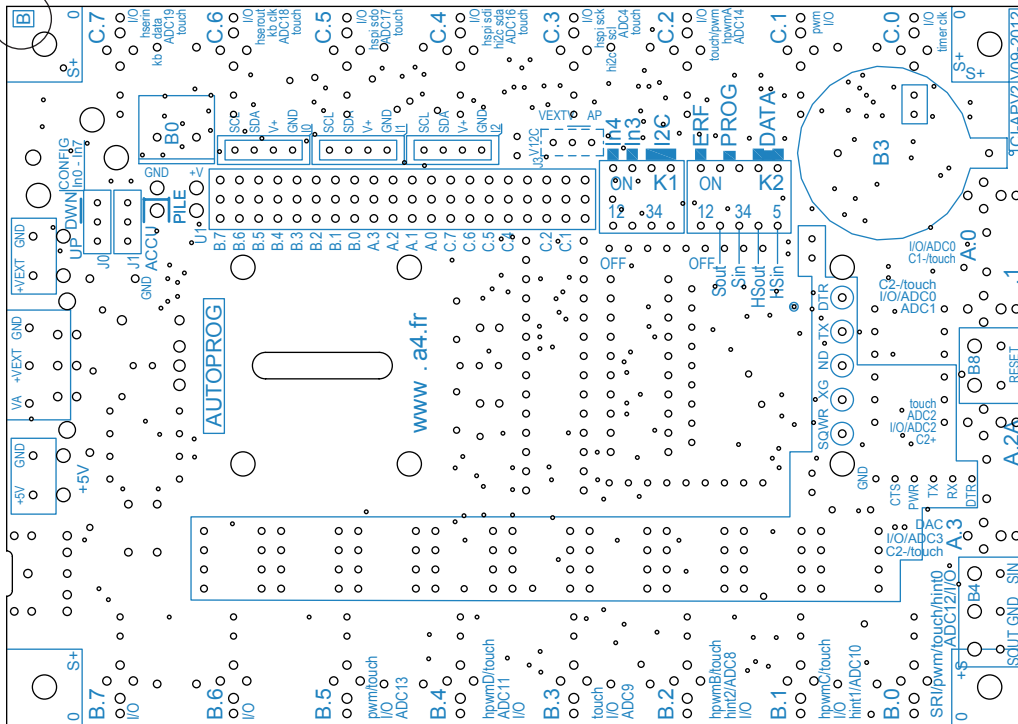 B
0
S+
C.7
I/O
hserin
kb data
ADC19
touch
C.6
I/O
hserout
kb clk
ADC18
touch
C.5
I/O
hspi sdo
ADC17
touch
C.4
I/O
hspi sdi
hi2c sda
ADC16
touch
C.3
I/O
hspi sck
hi2c scl
ADC4
touch
C.2
I/O
touch/pwm
hpwmA
ADC14
C.1
pwm
I/O
C.0
I/O
timer clk
0
S+
S+
B0
SCL
SDA
V+
GND
I0
SCL
SDA
V+
GND
I1
SCL
SDA
V+
GND
I2
VEXTV AP
V12C
J3
In4
In3
I2C
ERF
PROG
DATA
ON
K1
12
34
OFF
ON
K2
12
34
5
OFF
Sout
Sin
HSout
HSin
B3
CONFIG
In0 - In7
UP
DWN
J0
J1
GND
ACCU
PILE
GND
+V
U1
B.7
B.6
B.5
B.4
B.3
B.2
B.1
B.0
A.3
A.2
A.1
A.0
C.7
C.6
C.5
C.4
C.2
C.1
GND
+VEXT
GND
+VEXT
VA
GND
+5V
+5V
AUTOPROG
www . a4.fr
DTR
TX
ND
XG
SQWR
GND
I/O/ADC0
C1-/touch
A.0
C2-/touch
I/O/ADC0
ADC1
.1
B8
RESET
touch
ADC2
I/O/ADC2
C2+
A.2A
CTS
PWR
TX
RX
DTR
DAC
I/O/ADC3
C2-/touch
A.3
B4
SIN
GND
SOUT
SRI/pwm/touch/hint0
ADC12/I/O
+S
0
S+
0
B.7
I/O
B.6
I/O
B.5
pwm/touch
I/O
ADC13
B.4
hpwmD/touch
ADC11
I/O
B.3
touch
I/O
ADC9
B.2
hpwmB/touch
hint2/ADC8
I/O
B.1
hpwmC/touch
I/O
hint1/ADC10
B.0